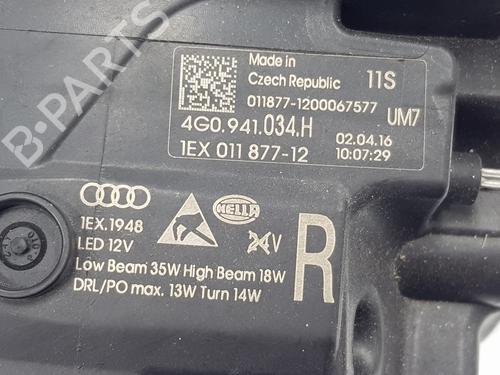 Made in
Czech Republic 11S
011877-1200067577
4G0.941.034.H UM7
1EX 011 877-12
02.04.16
10:07:29
HELLA
1EX.1948
LED 12V
24V
Low Beam 35W High Beam 18W
DRL/PO max. 13W Turn 14W
R